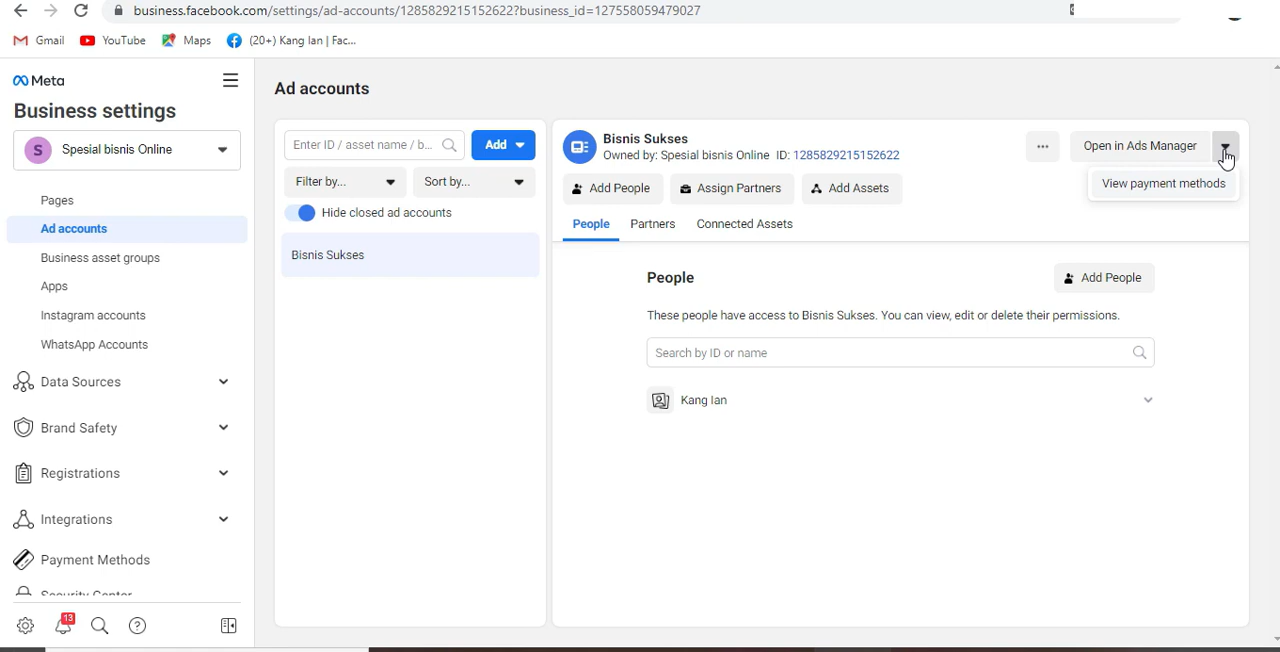 business.facebook.com/settings/ad-accounts/1285829215152622?business_id=127558059479027
Gmail YouTube Maps (20+) Kang Ian | Fac...
Meta
Business settings
S Spesial bisnis Online
Pages
Ad accounts
Business asset groups
Apps
Instagram accounts
WhatsApp Accounts
Data Sources
Brand Safety
Registrations
Integrations
Payment Methods
Security Center
13
Ad accounts
Enter ID / asset name / b... Add
Filter by... Sort by...
Hide closed ad accounts
Bisnis Sukses
Bisnis Sukses
Owned by: Spesial bisnis Online ID: 1285829215152622
... Open in Ads Manager
View payment methods
Add People Assign Partners Add Assets
People Partners Connected Assets
People Add People
These people have access to Bisnis Sukses. You can view, edit or delete their permissions.
Search by ID or name
Kang Ian